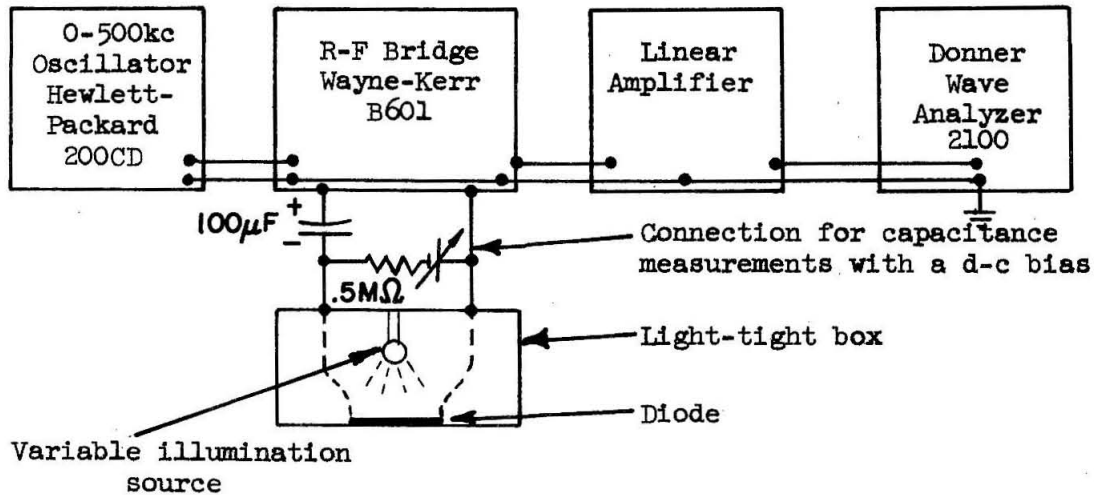 0-500kc
Oscillator
Hewlett-
Packard
200CD
R-F Bridge
Wayne-Kerr
B601
Linear
Amplifier
Donner
Wave
Analyzer
2100
100μF
+
−
.5MΩ
Connection for capacitance
measurements with a d-c bias
Light-tight box
Diode
Variable illumination
source